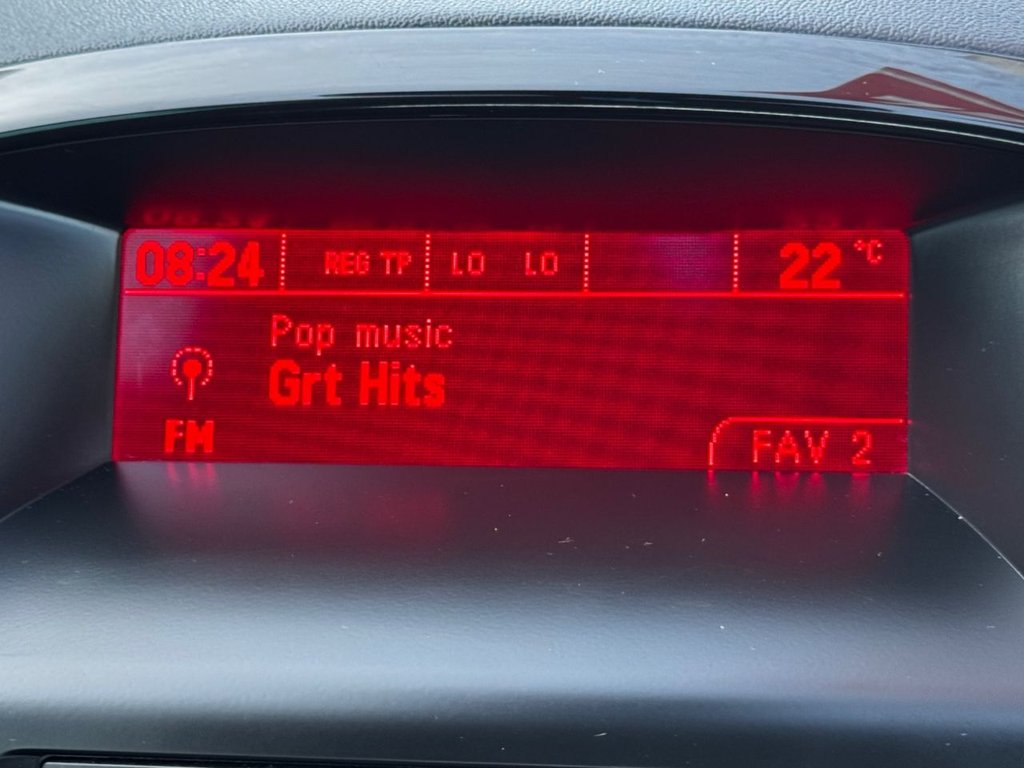 08:24 REG TP LO LO 22 °C
Pop music
Grt Hits
FM
FAV 2